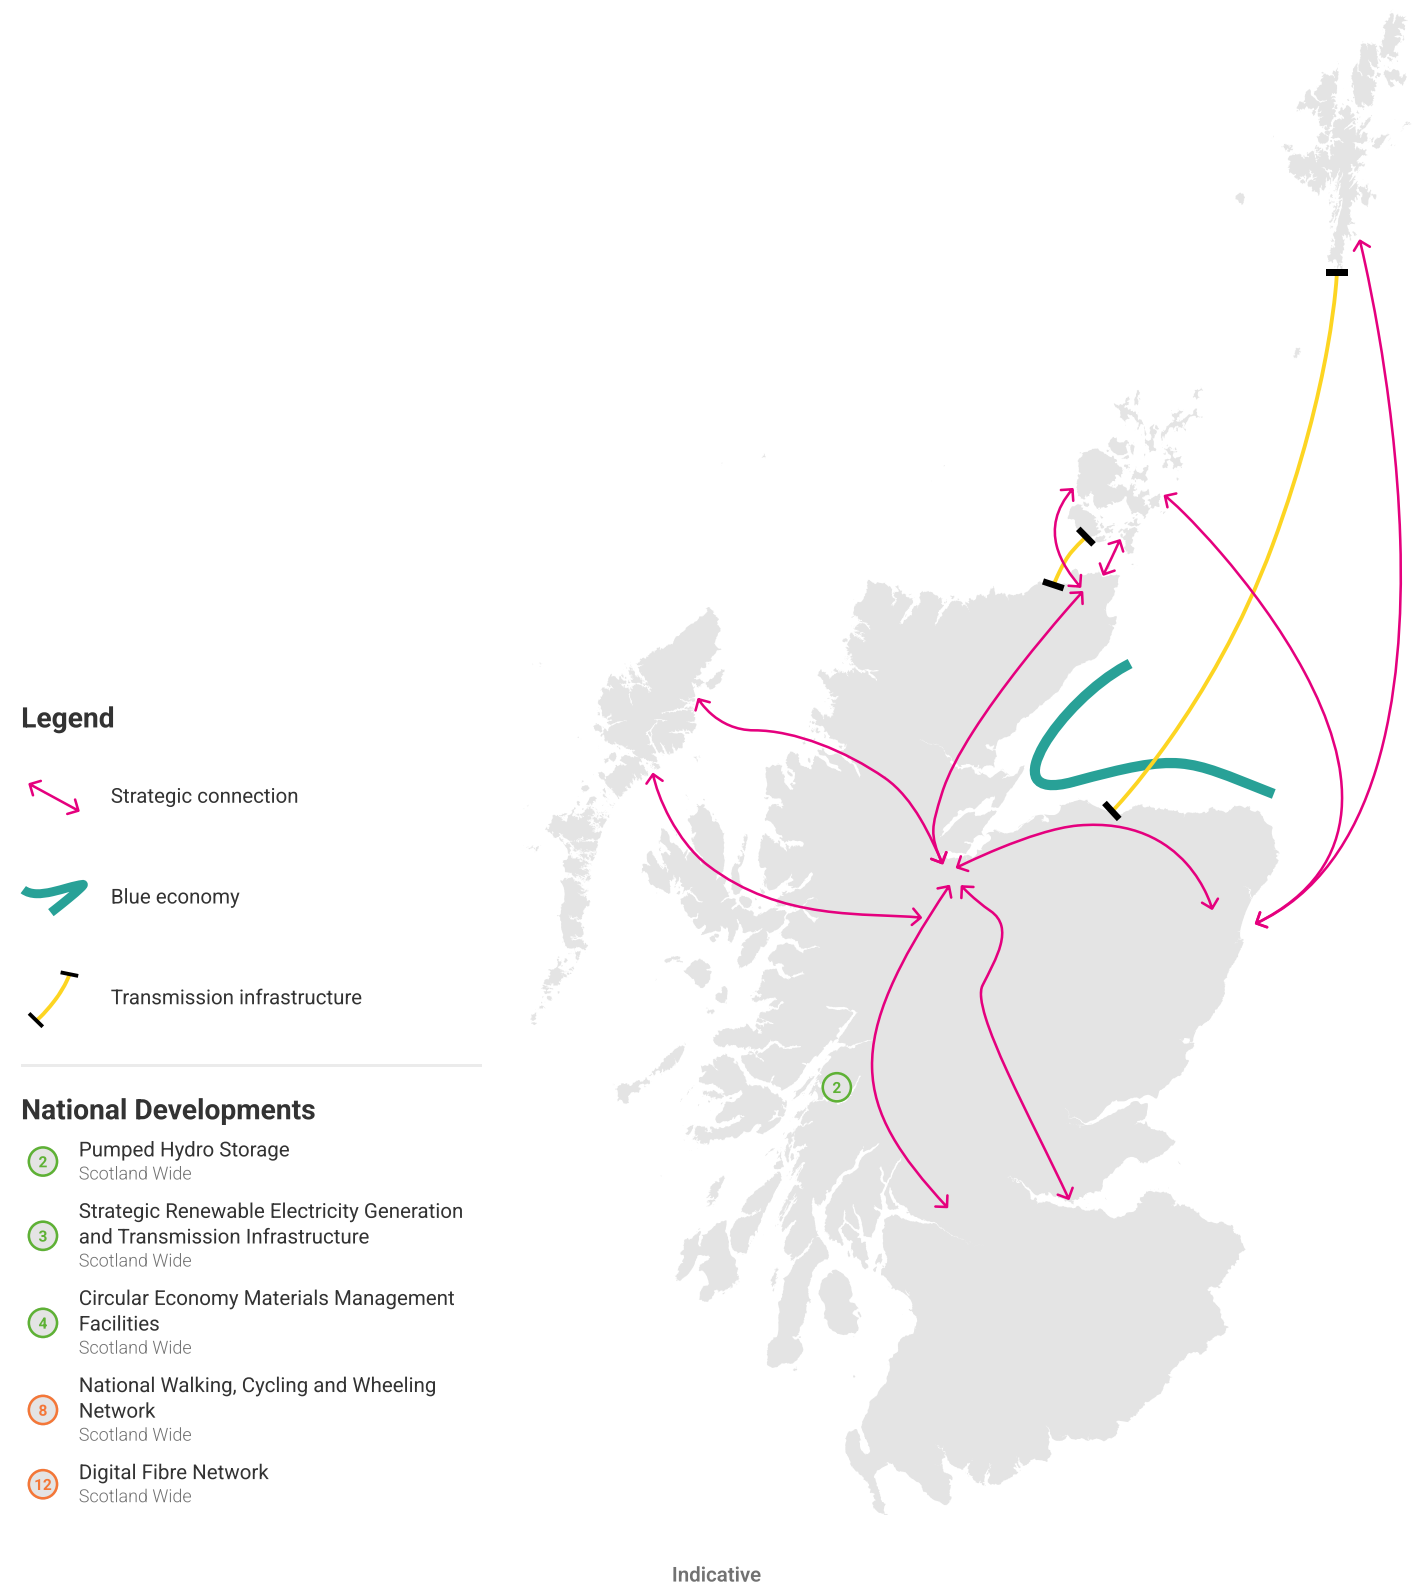 Legend
Strategic connection
Blue economy
Transmission infrastructure
National Developments
2
Pumped Hydro Storage
Scotland Wide
3
Strategic Renewable Electricity Generation
and Transmission Infrastructure
Scotland Wide
4
Circular Economy Materials Management
Facilities
Scotland Wide
8
National Walking, Cycling and Wheeling
Network
Scotland Wide
12
Digital Fibre Network
Scotland Wide
2
Indicative